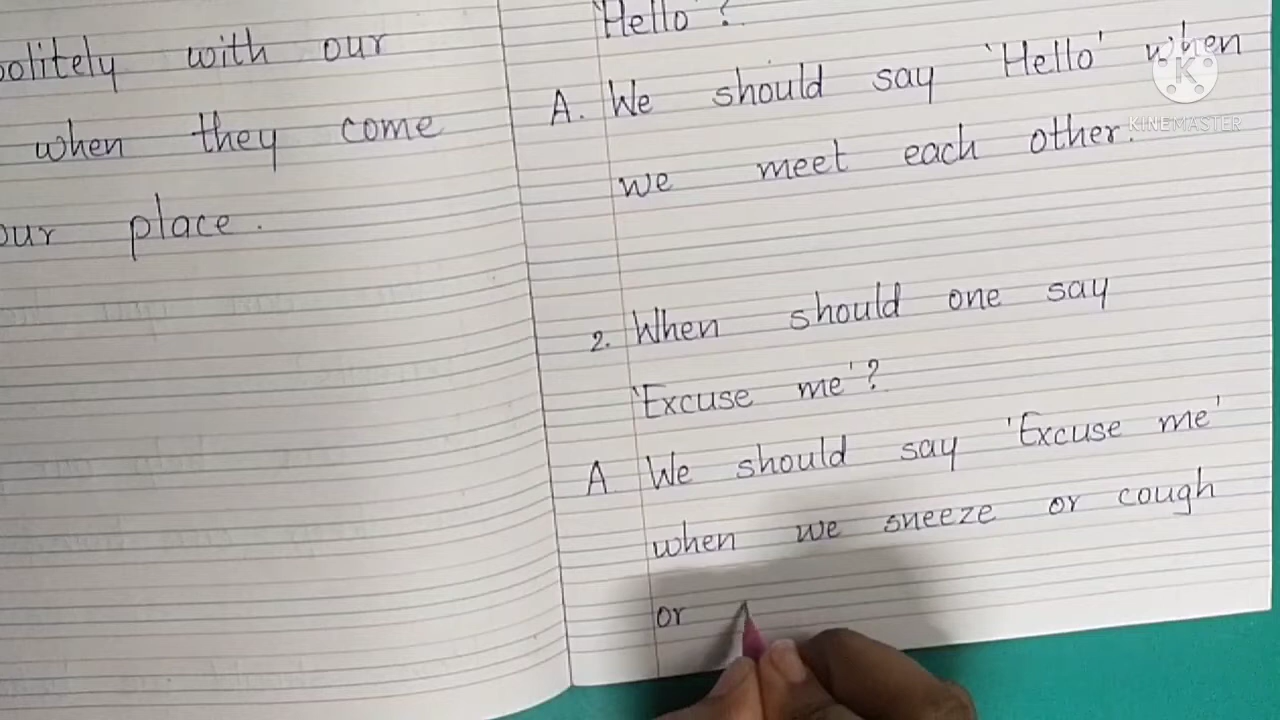 politely with our
when they come
our place.
'Hello'?
A. We should say 'Hello' when
we meet each other.
2. When should one say
'Excuse me'?
A We should say 'Excuse me'
when we sneeze or cough
or
K
KINEMASTER